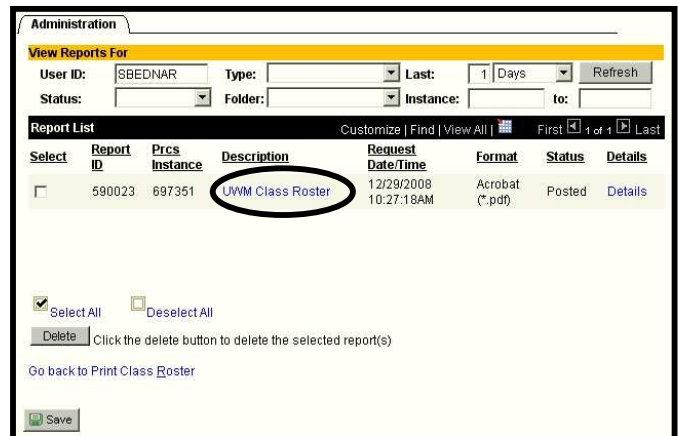 Administration
View Reports For
User ID: SBEDNAR Type: Last: 1 Days Refresh
Status: Folder: Instance: to:
Report List Customize | Find | View All | First 1 of 1 Last
Select Report ID Prcs Instance Description Request Date/Time Format Status Details
590023 697351 UWM Class Roster 12/29/2008 10:27:18AM Acrobat (*.pdf) Posted Details
Select All Deselect All
Delete Click the delete button to delete the selected report(s)
Go back to Print Class Roster
Save